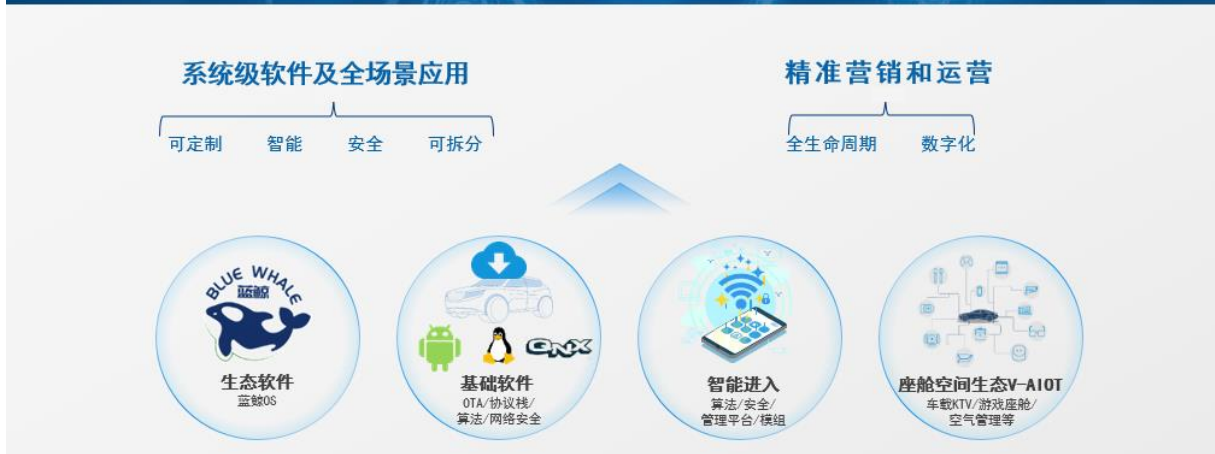 系统级软件及全场景应用
精准营销和运营
可定制 智能 安全 可拆分
全生命周期 数字化
BLUE WHALE
蓝鲸
QNX
生态软件
蓝鲸OS
基础软件
OTA/协议栈/
算法/网络安全
智能进入
算法/安全/
管理平台/模组
座舱空间生态V-AIOT
车载KTV/游戏座舱/
空气管理等